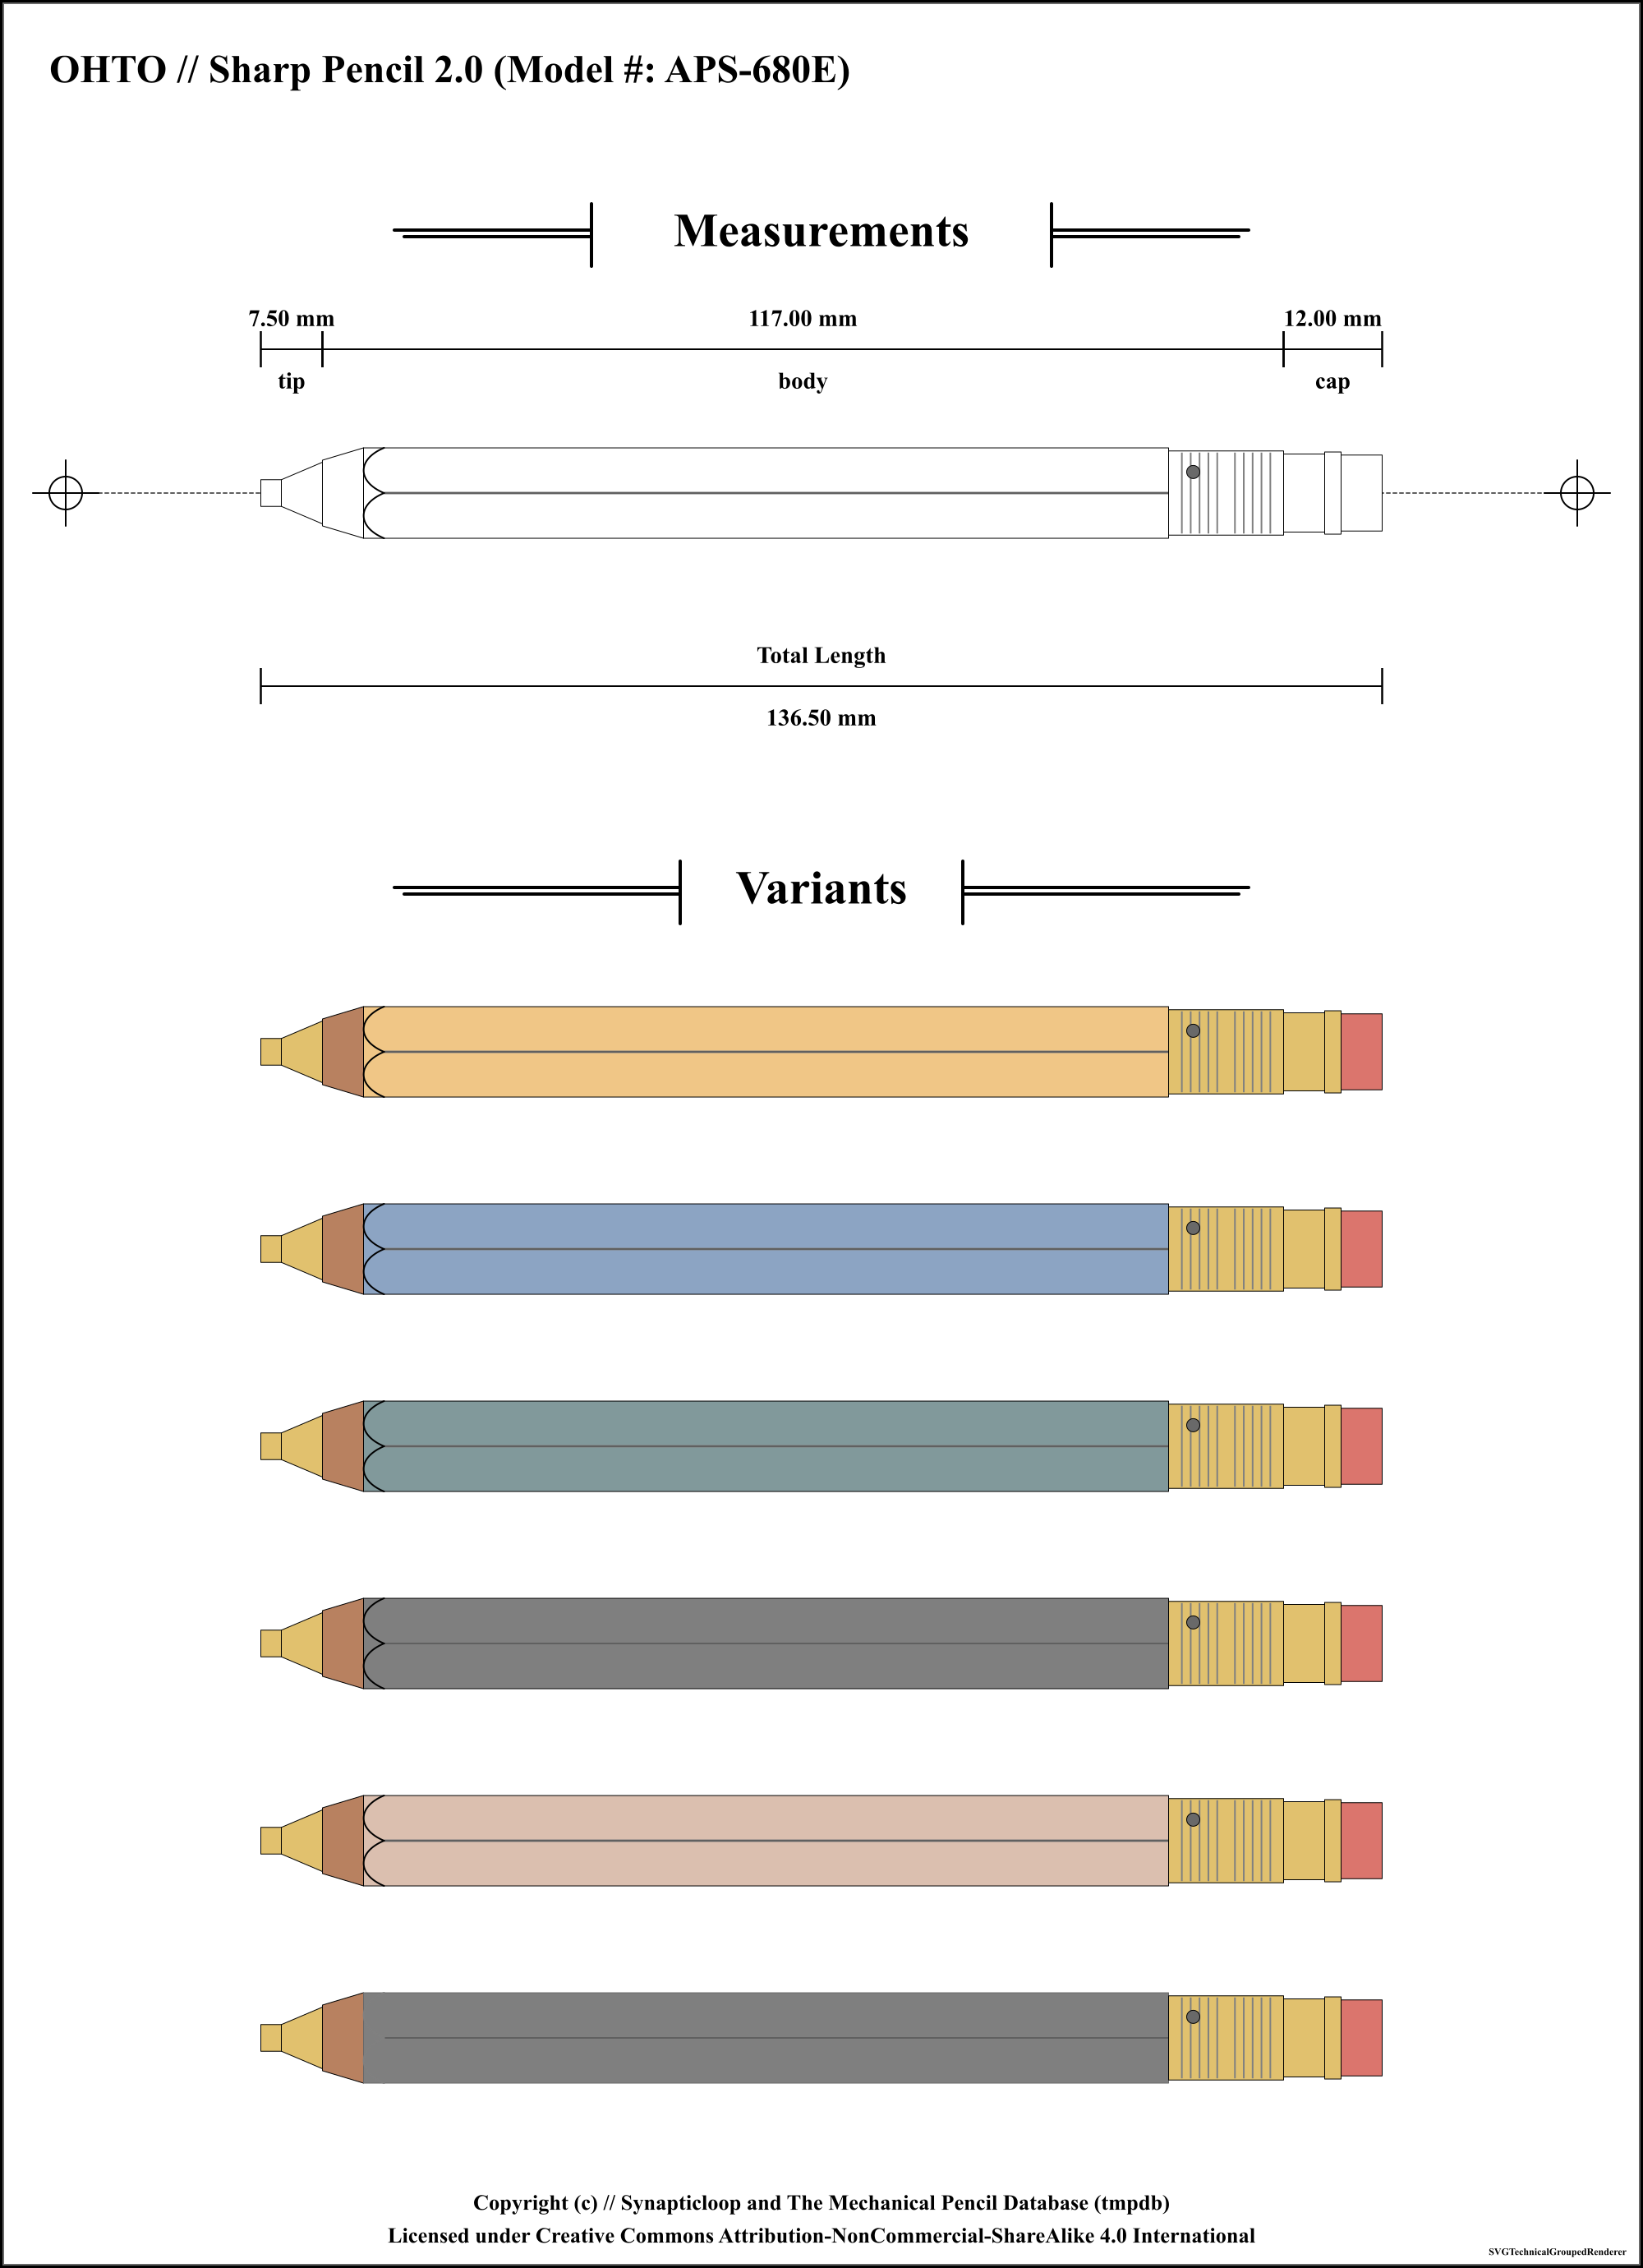 OHTO // Sharp Pencil 2.0 (Model #: APS-680E)
Measurements
7.50 mm 117.00 mm 12.00 mm
tip body cap
Total Length
136.50 mm
Variants
Copyright (c) // Synapticloop and The Mechanical Pencil Database (tmpdb)
Licensed under Creative Commons Attribution-NonCommercial-ShareAlike 4.0 International
SVGTechnicalGroupedRenderer